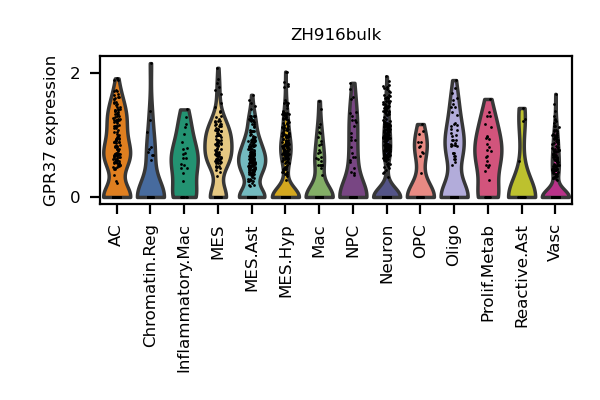 ZH916bulk
GPR37 expression
2
0
AC
Chromatin.Reg
Inflammatory.Mac
MES
MES.Ast
MES.Hyp
Mac
NPC
Neuron
OPC
Oligo
Prolif.Metab
Reactive.Ast
Vasc